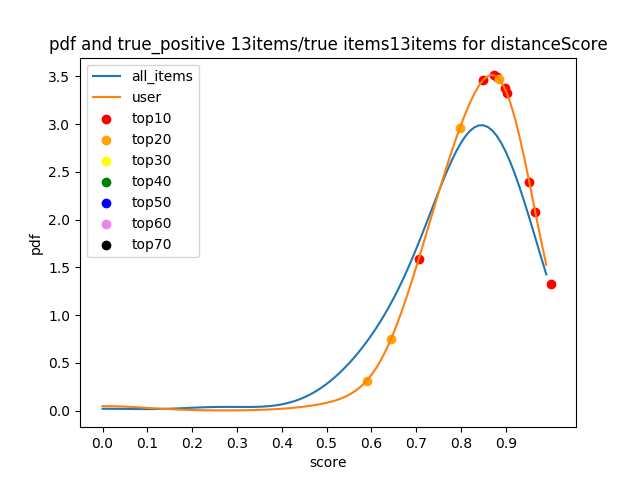 pdf and true_positive 13items/true items13items for distanceScore
all_items
user
top10
top20
top30
top40
top50
top60
top70
pdf
3.5
3.0
2.5
2.0
1.5
1.0
0.5
0.0
0.0 0.1 0.2 0.3 0.4 0.5 0.6 0.7 0.8 0.9
score